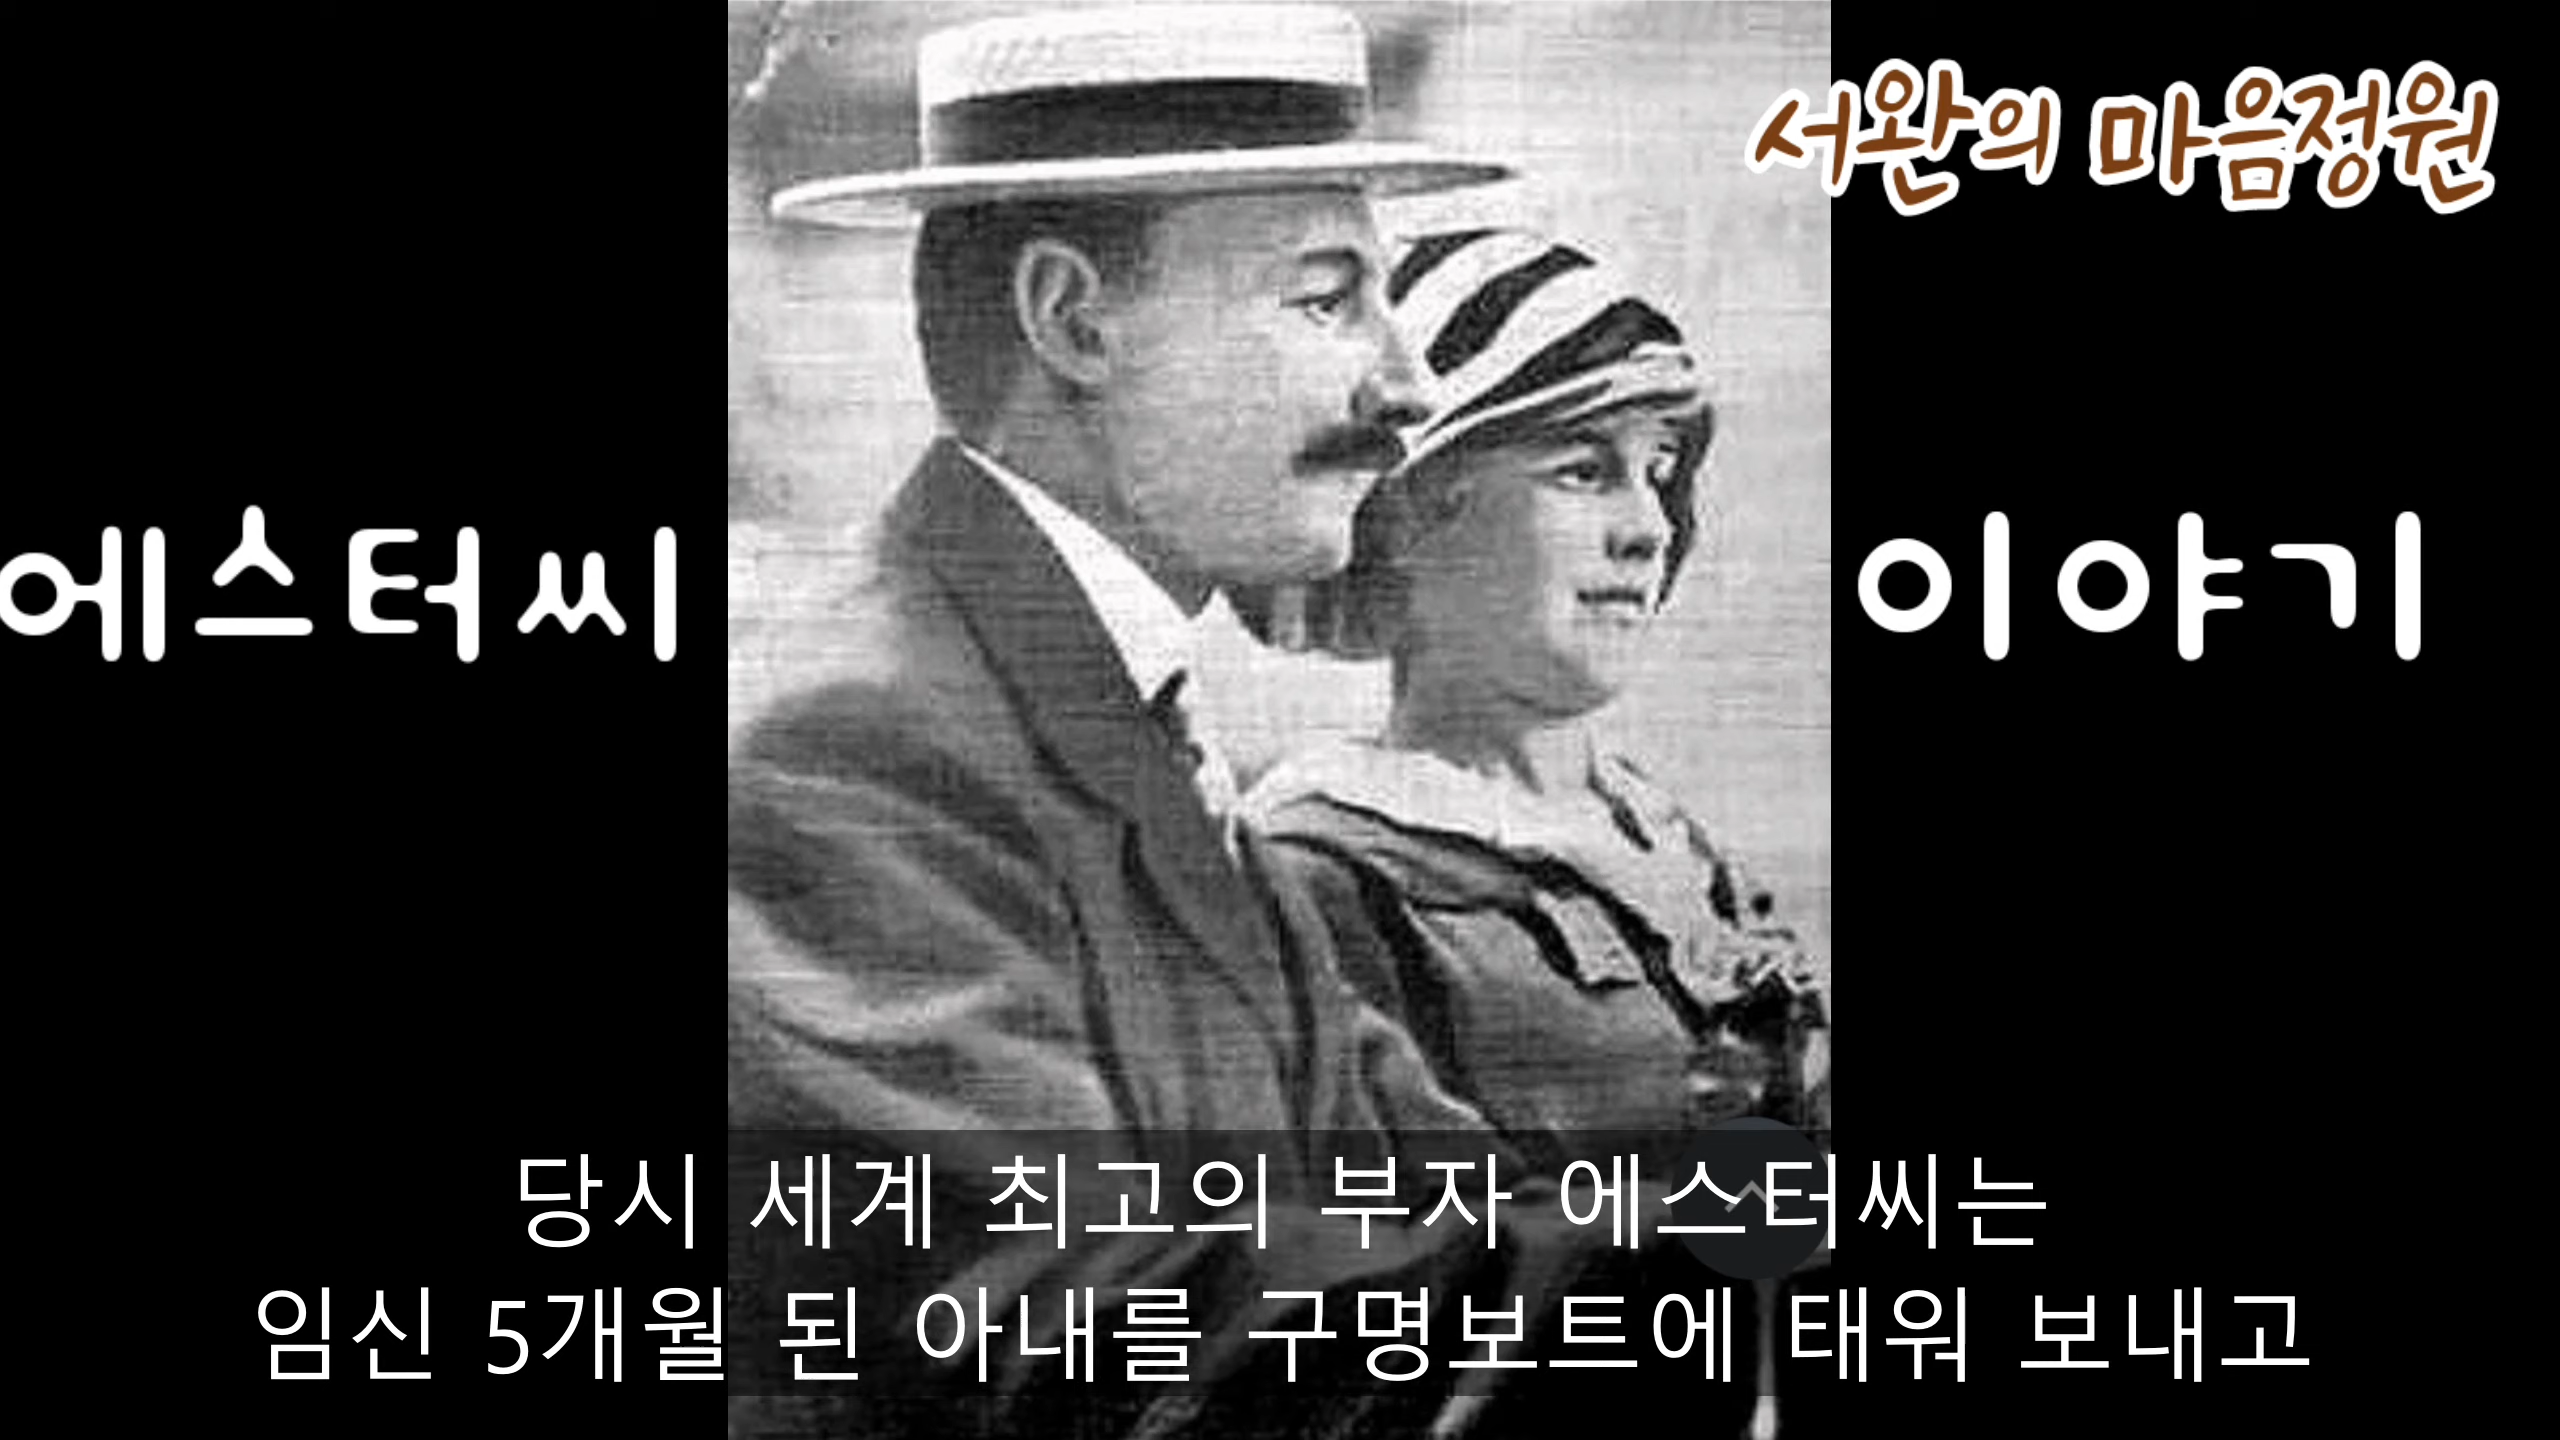 서완의 마음정원
에스터씨 이야기
당시 세계 최고의 부자 에스터씨는
임신 5개월 된 아내를 구명보트에 태워 보내고